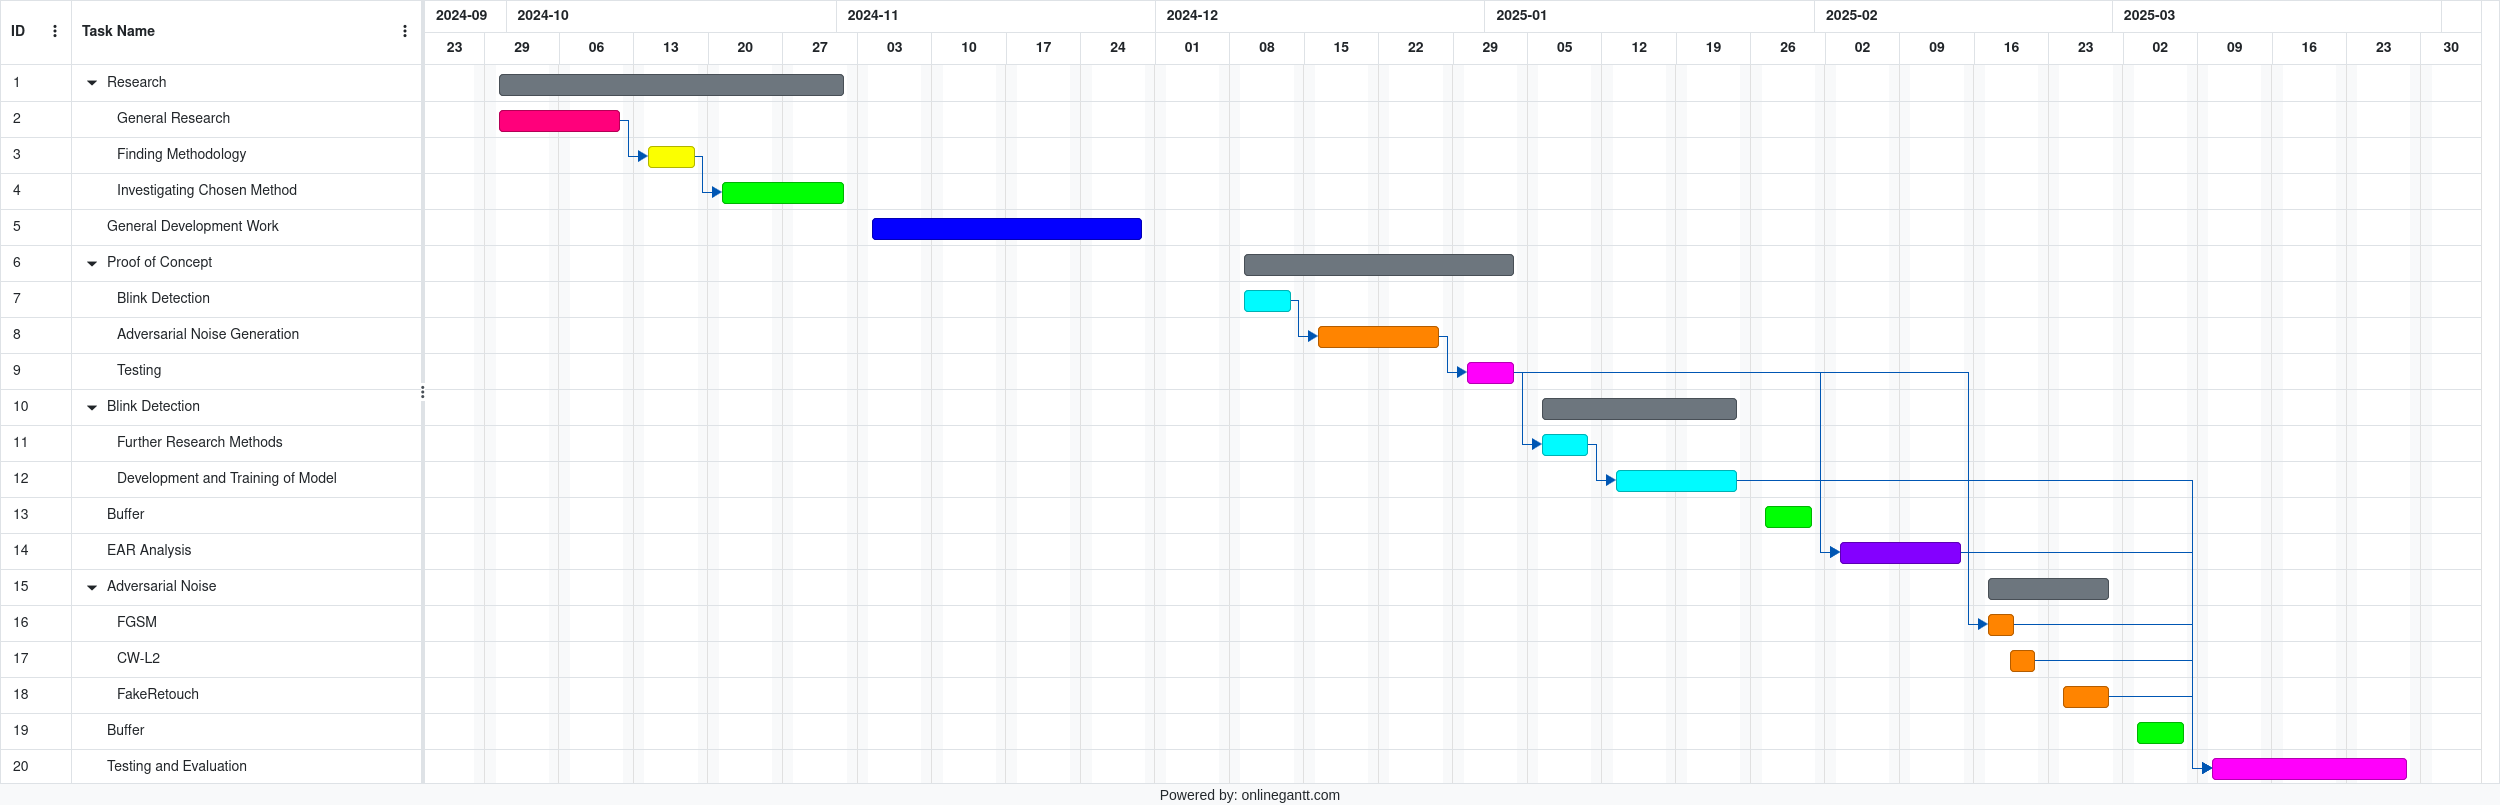 ID Task Name 2024-09 2024-10 2024-11 2024-12 2025-01 2025-02 2025-03
23 29 06 13 20 27 03 10 17 24 01 08 15 22 29 05 12 19 26 02 09 16 23 02 09 16 23 30
1 Research
2 General Research
3 Finding Methodology
4 Investigating Chosen Method
5 General Development Work
6 Proof of Concept
7 Blink Detection
8 Adversarial Noise Generation
9 Testing
10 Blink Detection
11 Further Research Methods
12 Development and Training of Model
13 Buffer
14 EAR Analysis
15 Adversarial Noise
16 FGSM
17 CW-L2
18 FakeRetouch
19 Buffer
20 Testing and Evaluation
Powered by: onlinegantt.com